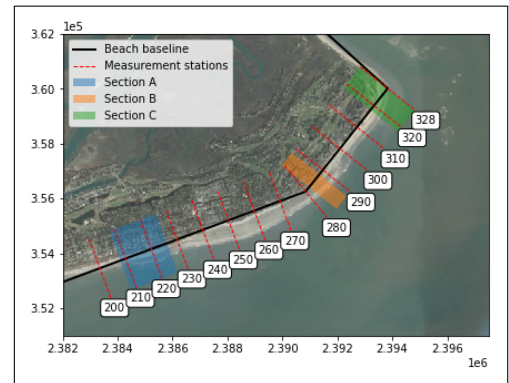 1e5
3.62
3.60
3.58
3.56
3.54
3.52
Beach baseline
Measurement stations
Section A
Section B
Section C
328
320
310
300
290
280
270
260
250
240
230
220
210
200
2.382 2.384 2.386 2.388 2.390 2.392 2.394 2.396
1e6